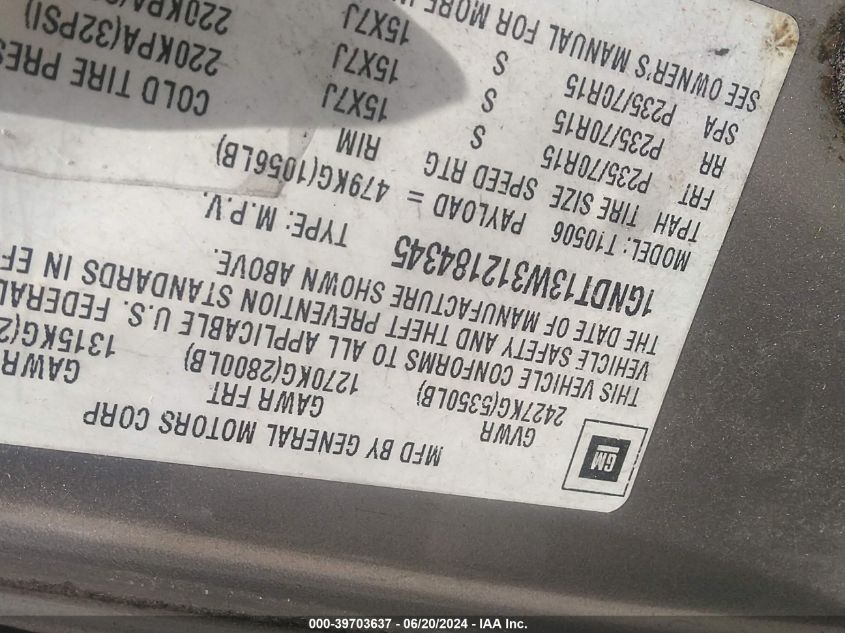 MFD BY GENERAL MOTORS CORP
GM
GVWR GAWR FRT GAWR
2427KG(5350LB) 1270KG(2800LB) 1315KG(2
THIS VEHICLE CONFORMS TO ALL APPLICABLE U.S. FEDERAL
VEHICLE SAFETY AND THEFT PREVENTION STANDARDS IN EF
THE DATE OF MANUFACTURE SHOWN ABOVE.
1GNDT13W312184345 TYPE: M.P.V.
MODEL: T10506 PAYLOAD = 479KG(1056LB)
TPAH TIRE SIZE SPEED RTG RIM COLD TIRE PRES
FRT P235/70R15 S 15X7J 220KPA(32PSI)
RR P235/70R15 S 15X7J 220KPA(
SPA P235/70R15 S 15X7J 220KPA(
SEE OWNER'S MANUAL FOR MORE
000-39703637 - 06/20/2024 - IAA Inc.